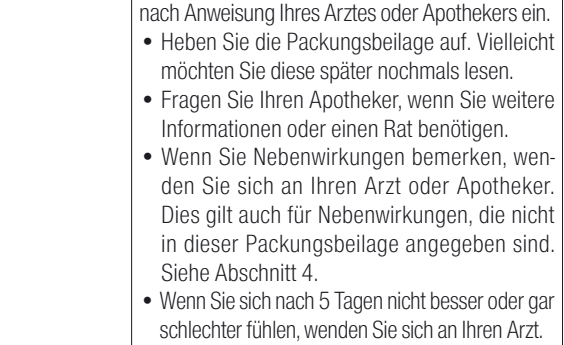 nach Anweisung Ihres Arztes oder Apothekers ein.
• Heben Sie die Packungsbeilage auf. Vielleicht
möchten Sie diese später nochmals lesen.
• Fragen Sie Ihren Apotheker, wenn Sie weitere
Informationen oder einen Rat benötigen.
• Wenn Sie Nebenwirkungen bemerken, wen-
den Sie sich an Ihren Arzt oder Apotheker.
Dies gilt auch für Nebenwirkungen, die nicht
in dieser Packungsbeilage angegeben sind.
Siehe Abschnitt 4.
• Wenn Sie sich nach 5 Tagen nicht besser oder gar
schlechter fühlen, wenden Sie sich an Ihren Arzt.